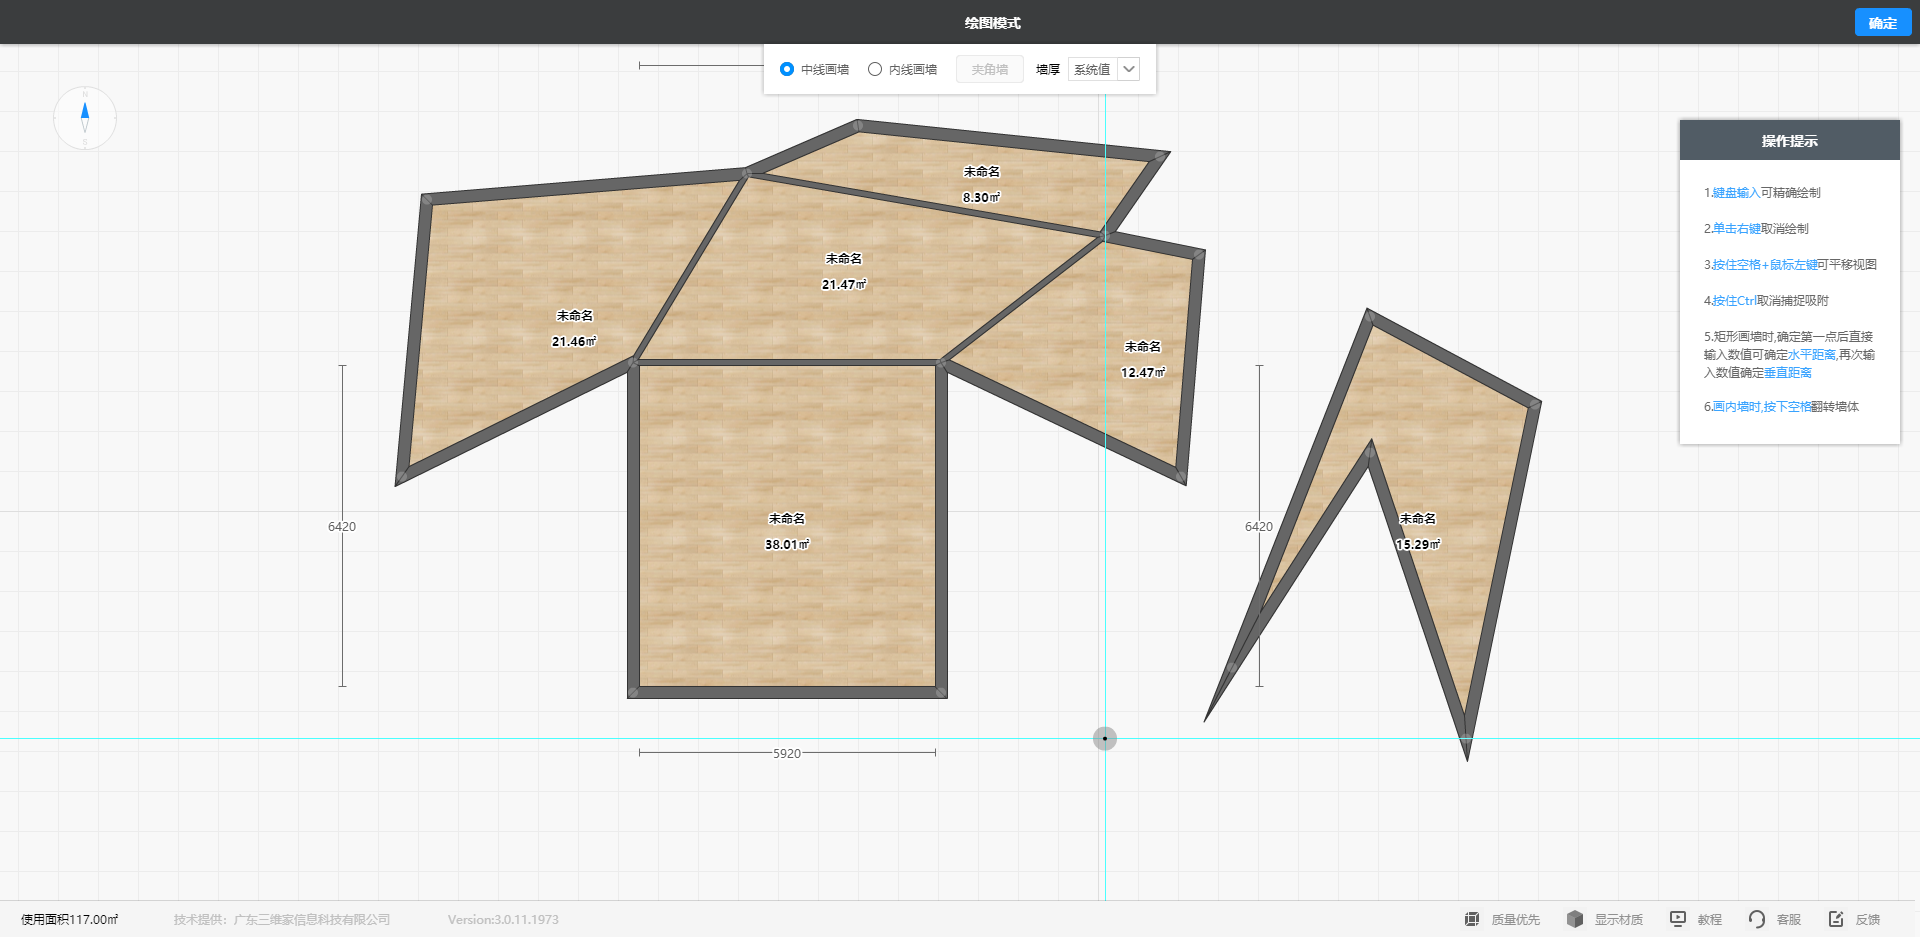 绘图模式
确定
中线画墙
内线画墙
夹角墙
墙厚
系统值
N
S
操作提示
1.键盘输入可精确绘制
2.单击右键取消绘制
3.按住空格+鼠标左键可平移视图
4.按住Ctrl取消捕捉吸附
5.矩形画墙时,确定第一点后直接
输入数值可确定水平距离,再次输
入数值确定垂直距离
6.画内墙时,按下空格翻转墙体
未命名
8.30㎡
未命名
21.47㎡
未命名
21.46㎡
未命名
12.47㎡
未命名
38.01㎡
未命名
15.29㎡
6420
6420
5920
使用面积117.00㎡
技术提供：广东三维家信息科技有限公司
Version:3.0.11.1973
质量优先
显示材质
教程
客服
反馈